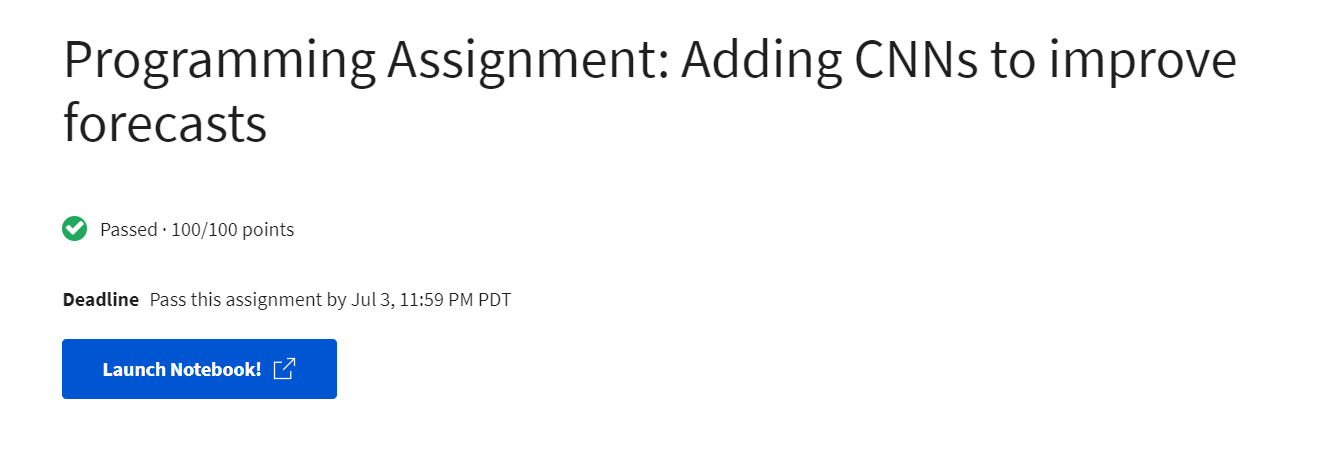 Programming Assignment: Adding CNNs to improve
forecasts
Passed · 100/100 points
Deadline Pass this assignment by Jul 3, 11:59 PM PDT
Launch Notebook!